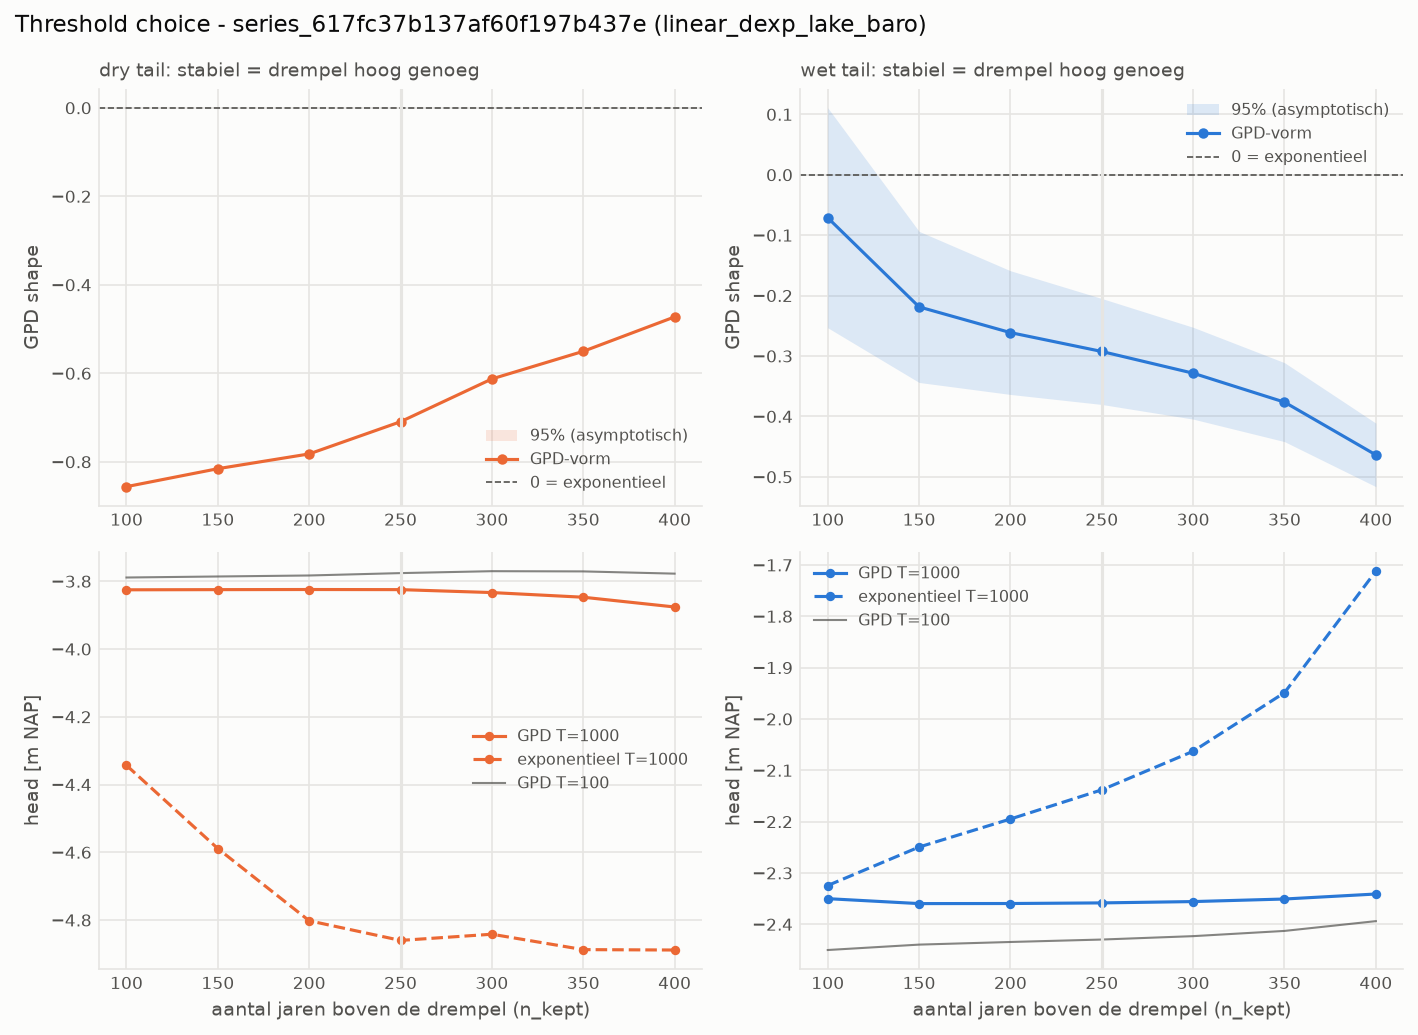 Threshold choice - series_617fc37b137af60f197b437e (linear_dexp_lake_baro)
dry tail: stabiel = drempel hoog genoeg
GPD shape
0.0
−0.2
−0.4
−0.6
−0.8
95% (asymptotisch)
GPD-vorm
0 = exponentieel
100 150 200 250 300 350 400
wet tail: stabiel = drempel hoog genoeg
GPD shape
0.1
0.0
−0.1
−0.2
−0.3
−0.4
−0.5
95% (asymptotisch)
GPD-vorm
0 = exponentieel
100 150 200 250 300 350 400
head [m NAP]
−3.8
−4.0
−4.2
−4.4
−4.6
−4.8
GPD T=1000
exponentieel T=1000
GPD T=100
100 150 200 250 300 350 400
aantal jaren boven de drempel (n_kept)
head [m NAP]
−1.7
−1.8
−1.9
−2.0
−2.1
−2.2
−2.3
−2.4
GPD T=1000
exponentieel T=1000
GPD T=100
100 150 200 250 300 350 400
aantal jaren boven de drempel (n_kept)